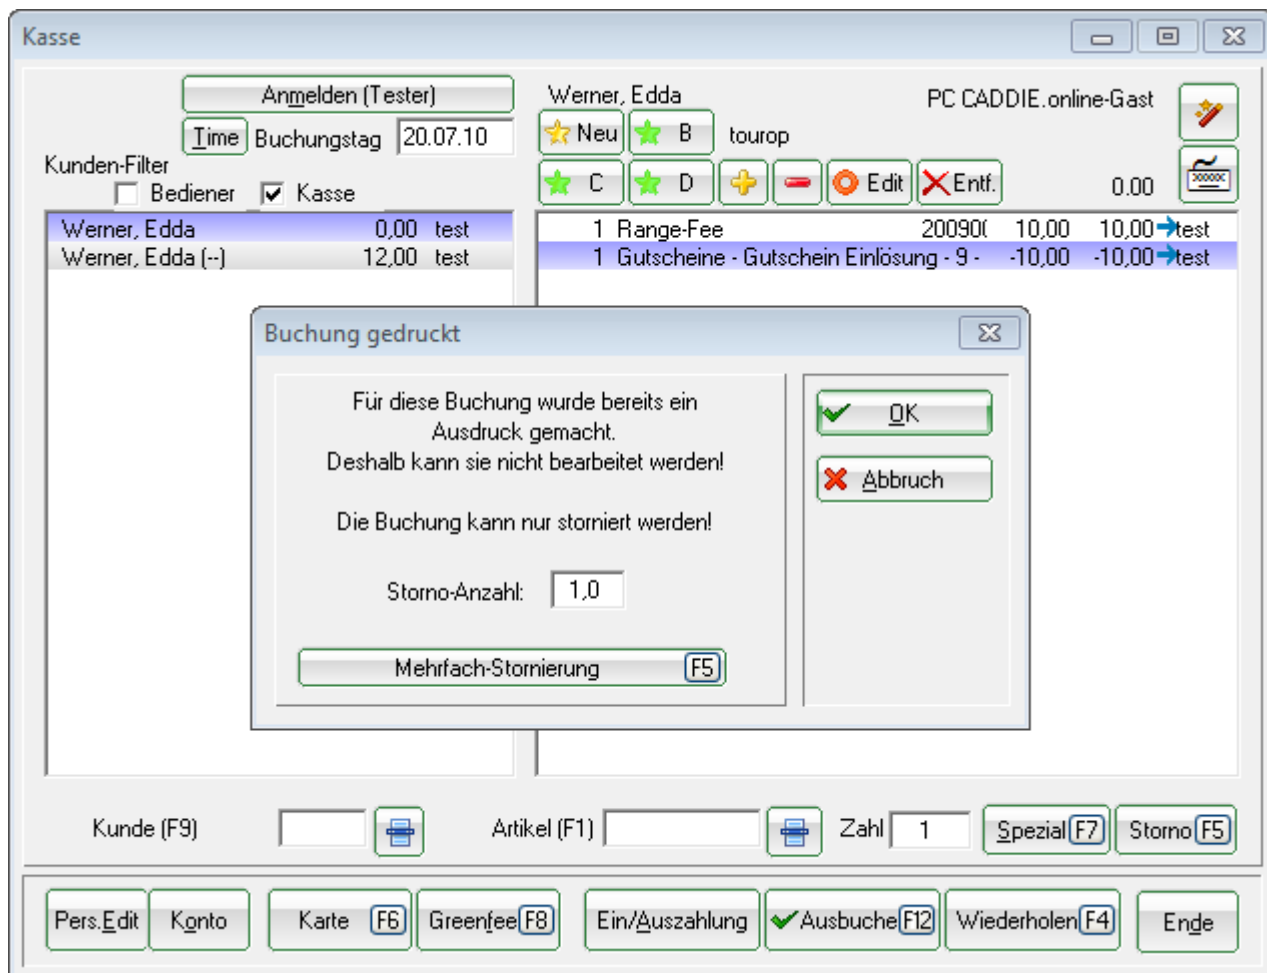 Kasse
Anmelden (Tester)
Time Buchungstag 20.07.10
Kunden-Filter
Bediener Kasse
Werner, Edda PC CADDIE.online-Gast
Neu B tourop
C D Edit Entf. 0.00
Werner, Edda 0,00 test
Werner, Edda (--) 12,00 test
1 Range-Fee 20090( 10,00 10,00 test
1 Gutscheine - Gutschein Einlösung - 9 - -10,00 -10,00 test
Buchung gedruckt
Für diese Buchung wurde bereits ein
Ausdruck gemacht.
Deshalb kann sie nicht bearbeitet werden!
Die Buchung kann nur storniert werden!
Storno-Anzahl: 1,0
Mehrfach-Stornierung F5
OK
Abbruch
Kunde (F9) Artikel (F1) Zahl 1 Spezial F7 Storno F5
Pers.Edit Konto Karte F6 Greenfee F8 Ein/Auszahlung Ausbuche F12 Wiederholen F4 Ende